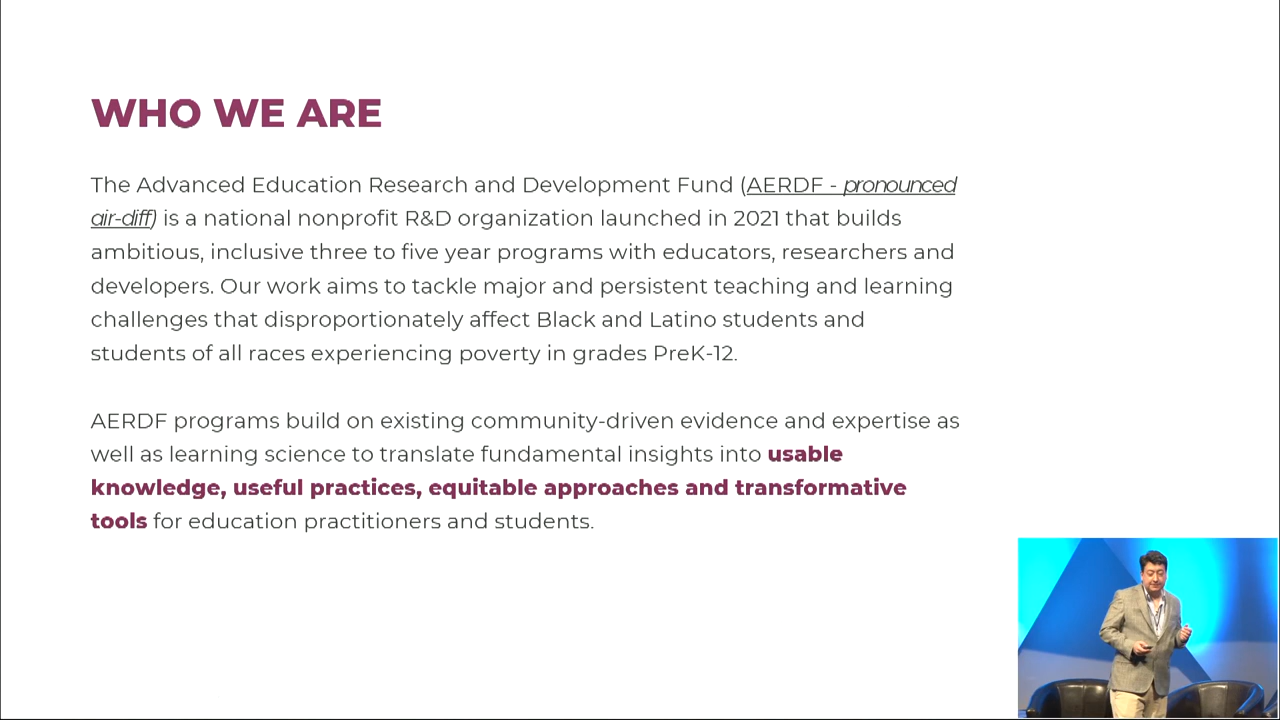 WHO WE ARE
The Advanced Education Research and Development Fund (AERDF - pronounced
air-diff) is a national nonprofit R&D organization launched in 2021 that builds
ambitious, inclusive three to five year programs with educators, researchers and
developers. Our work aims to tackle major and persistent teaching and learning
challenges that disproportionately affect Black and Latino students and
students of all races experiencing poverty in grades PreK-12.
AERDF programs build on existing community-driven evidence and expertise as
well as learning science to translate fundamental insights into usable
knowledge, useful practices, equitable approaches and transformative
tools for education practitioners and students.